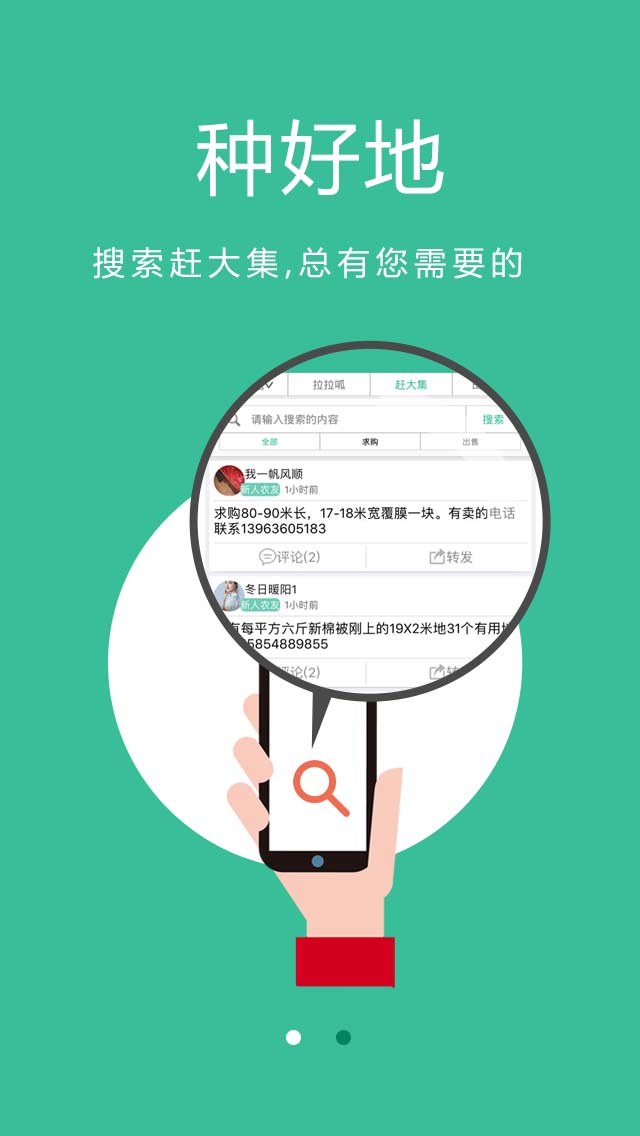 种好地
搜索赶大集,总有您需要的
拉拉呱
赶大集
请输入搜索的内容
搜索
全部
求购
出售
我一帆风顺
新人农友 1小时前
求购80-90米长，17-18米宽覆膜一块。有卖的电话
联系13963605183
评论(2)
转发
冬日暖阳1
新人农友 1小时前
有每平方六斤新棉被刚上的19X2米地31个有用
5854889855
评论(2)